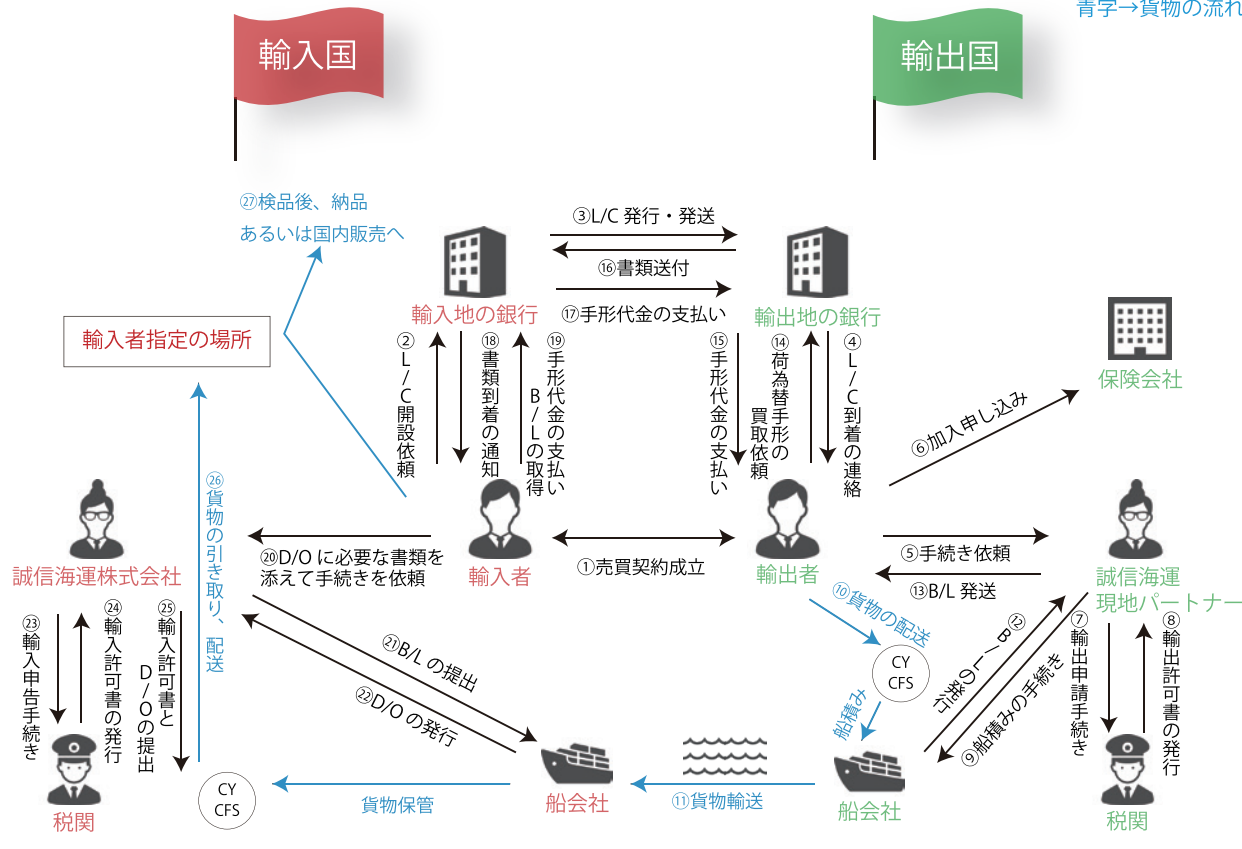 青字→貨物の流れ
輸入国
輸出国
㉗検品後、納品
あるいは国内販売へ
③L/C 発行・発送
⑯書類送付
⑰手形代金の支払い
輸入地の銀行
輸出地の銀行
輸入者指定の場所
保険会社
②L/C開設依頼
⑱書類到着の通知
⑲手形代金の支払い
B/Lの取得
⑮手形代金の支払い
⑭荷為替手形の
買取依頼
④L/C到着の連絡
⑥加入申し込み
㉖貨物の引き取り、配送
⑳D/O に必要な書類を
添えて手続きを依頼
①売買契約成立
⑤手続き依頼
⑬B/L 発送
誠信海運株式会社
輸入者
輸出者
誠信海運
現地パートナー
⑩貨物の配送
㉓輸入申告手続き
㉔輸入許可書の発行
㉕輸入許可書と
D/Oの提出
㉑B/L の提出
㉒D/O の発行
CY
CFS
船積み
⑫B/Lの発行
⑨船積みの手続き
⑦輸出申請手続き
⑧輸出許可書の発行
税関
CY
CFS
貨物保管
船会社
⑪貨物輸送
船会社
税関